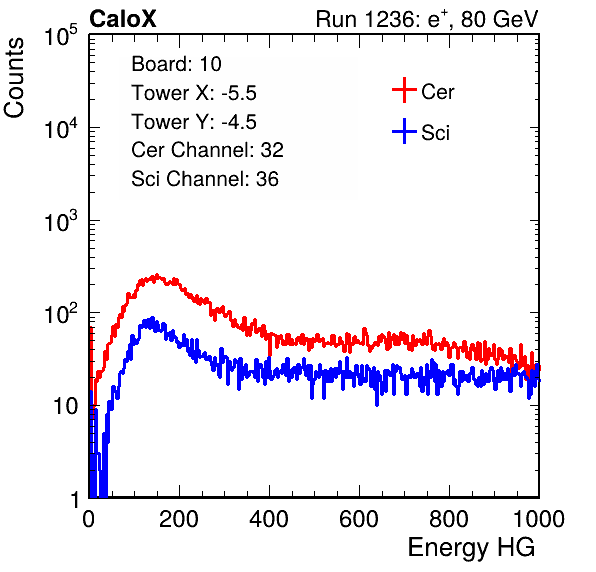 CaloX Run 1236: e⁺, 80 GeV
Counts
Board: 10
Tower X: -5.5
Tower Y: -4.5
Cer Channel: 32
Sci Channel: 36
Cer
Sci
10⁵
10⁴
10³
10²
10
1
0 200 400 600 800 1000
Energy HG